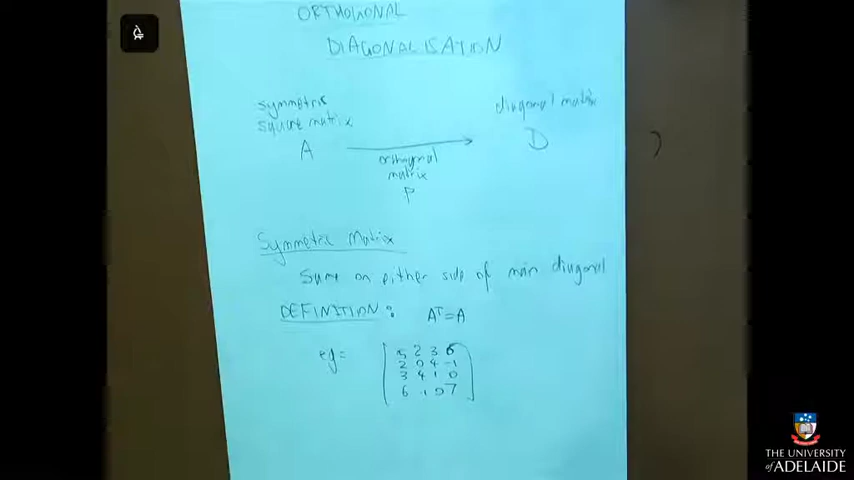 ORTHOGONAL
DIAGONALISATION
symmetric
square matrix
diagonal matrix
A
D
orthogonal
matrix
P
Symmetric Matrix
Same on either side of main diagonal
DEFINITION:
Aᵀ=A
eg=
5 2 3 6
2 0 4 -1
3 4 1 0
6 -1 0 7
THE UNIVERSITY
of ADELAIDE